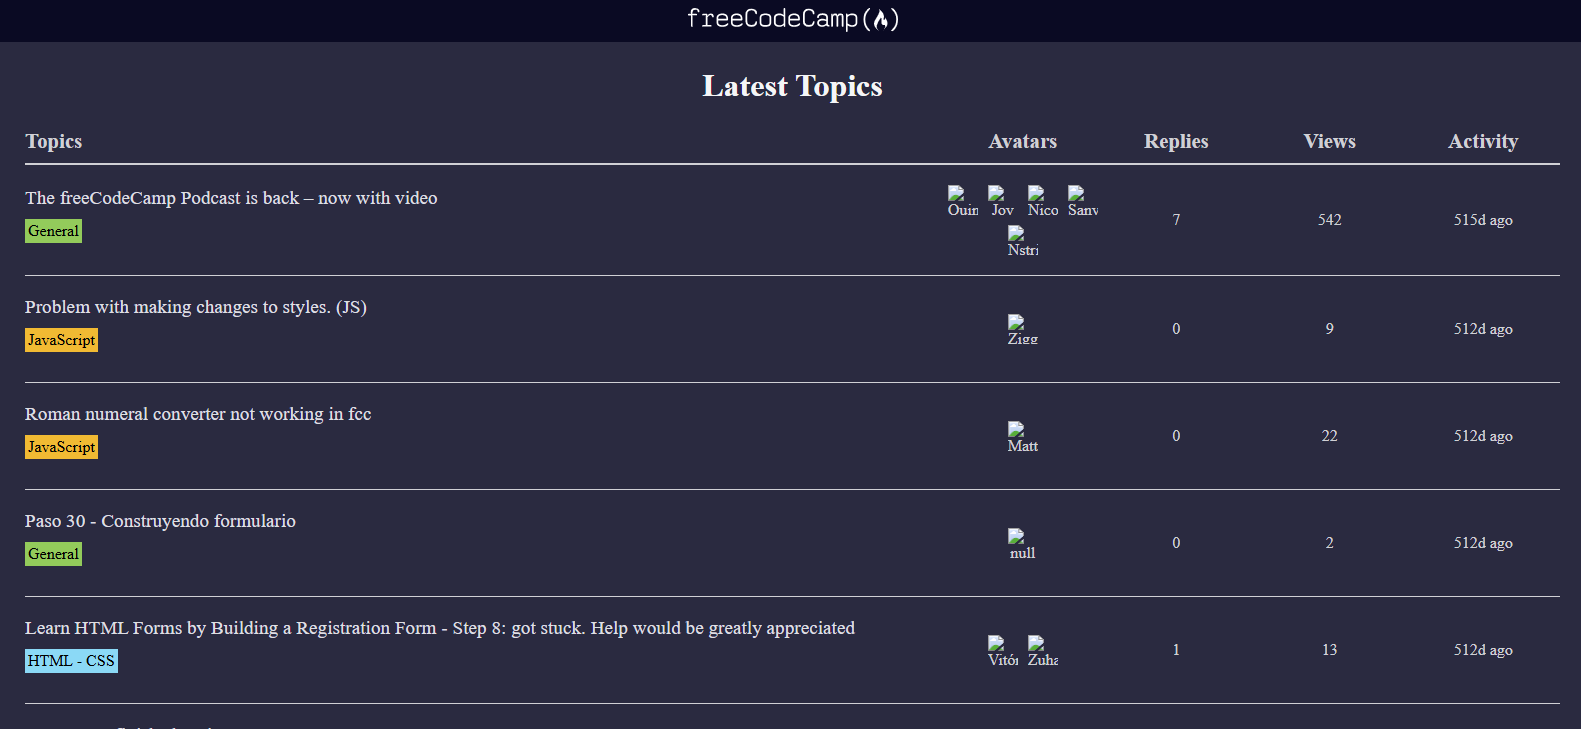 freeCodeCamp(🔥)
Latest Topics
Topics Avatars Replies Views Activity
The freeCodeCamp Podcast is back – now with video
General
Quin Jov Nico Sanv
Nstri
7 542 515d ago
Problem with making changes to styles. (JS)
JavaScript
Zigg
0 9 512d ago
Roman numeral converter not working in fcc
JavaScript
Matt
0 22 512d ago
Paso 30 - Construyendo formulario
General
null
0 2 512d ago
Learn HTML Forms by Building a Registration Form - Step 8: got stuck. Help would be greatly appreciated
HTML - CSS
Vitór Zuha
1 13 512d ago